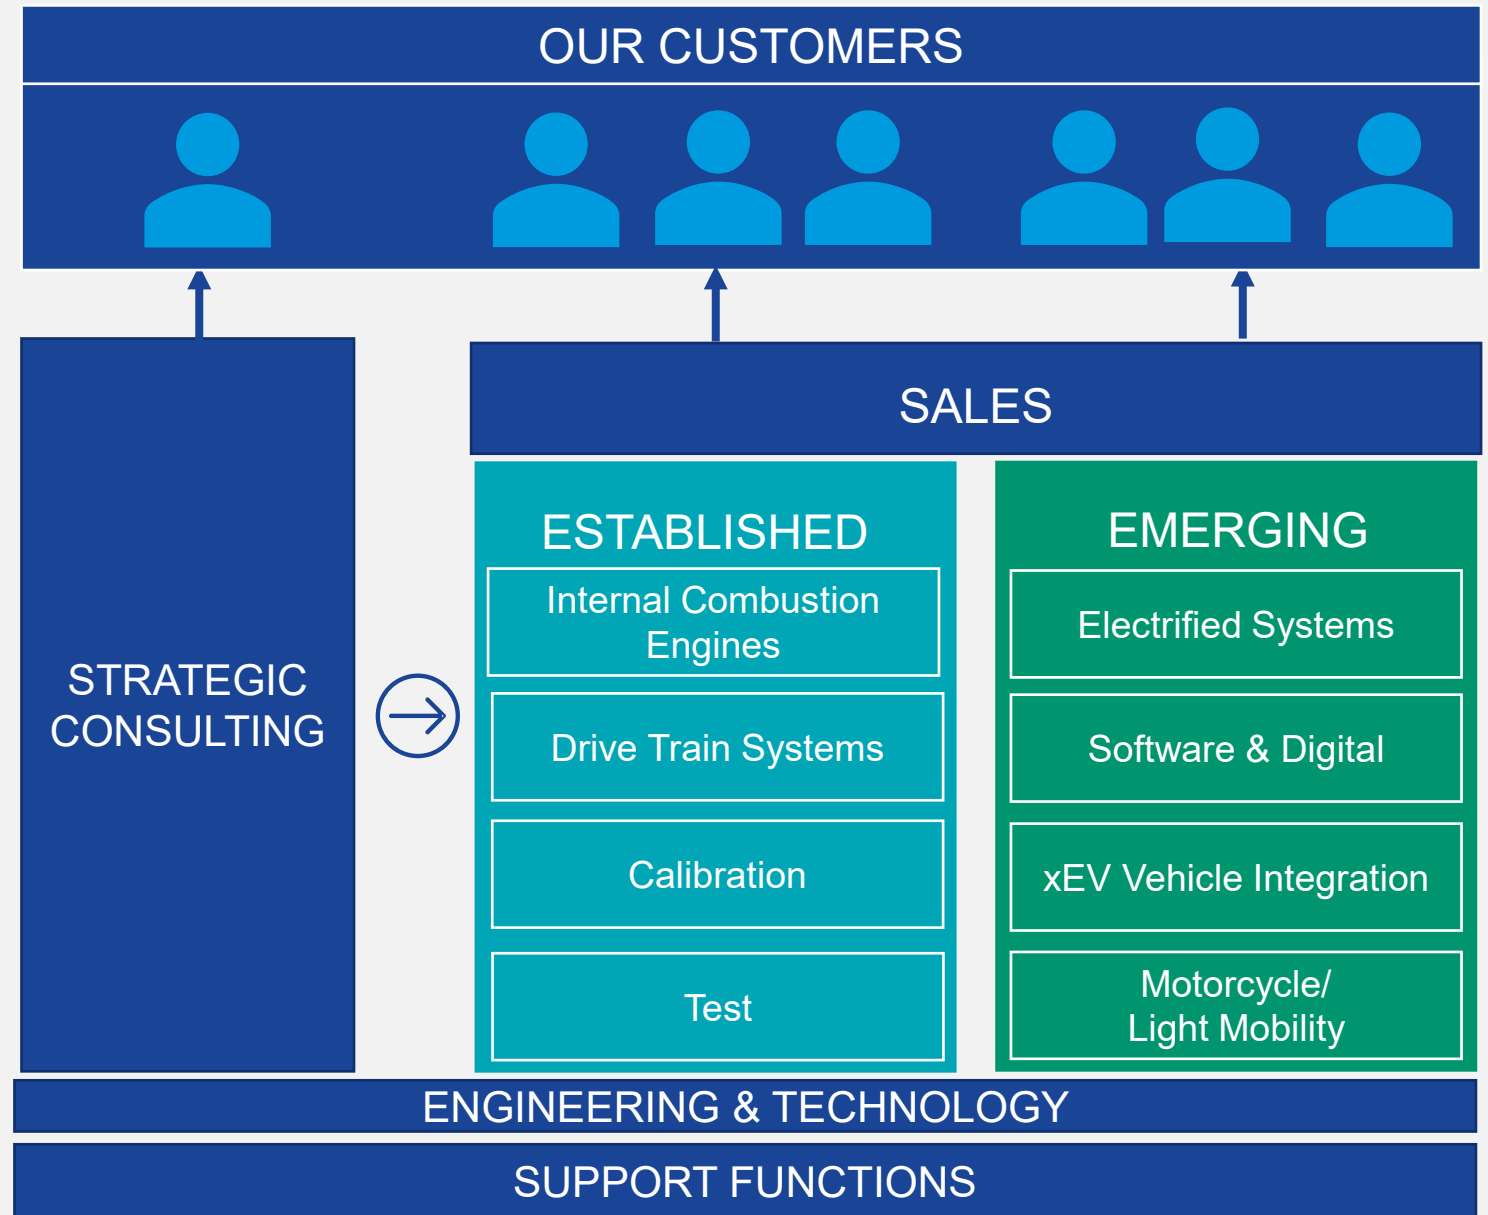 OUR CUSTOMERS
STRATEGIC
CONSULTING
SALES
ESTABLISHED
Internal Combustion
Engines
Drive Train Systems
Calibration
Test
EMERGING
Electrified Systems
Software & Digital
xEV Vehicle Integration
Motorcycle/
Light Mobility
ENGINEERING & TECHNOLOGY
SUPPORT FUNCTIONS